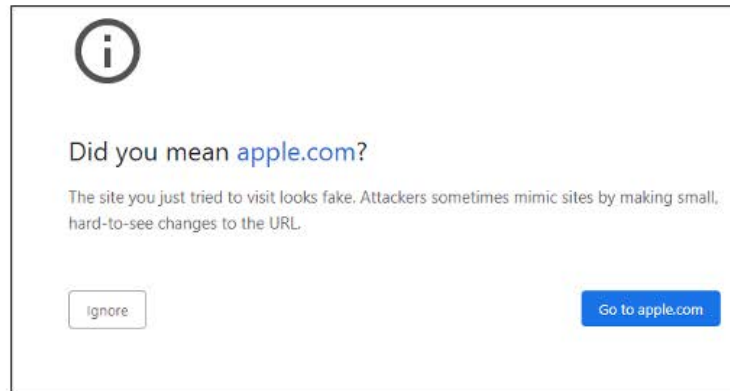 Did you mean apple.com?
The site you just tried to visit looks fake. Attackers sometimes mimic sites by making small,
hard-to-see changes to the URL.
Ignore
Go to apple.com